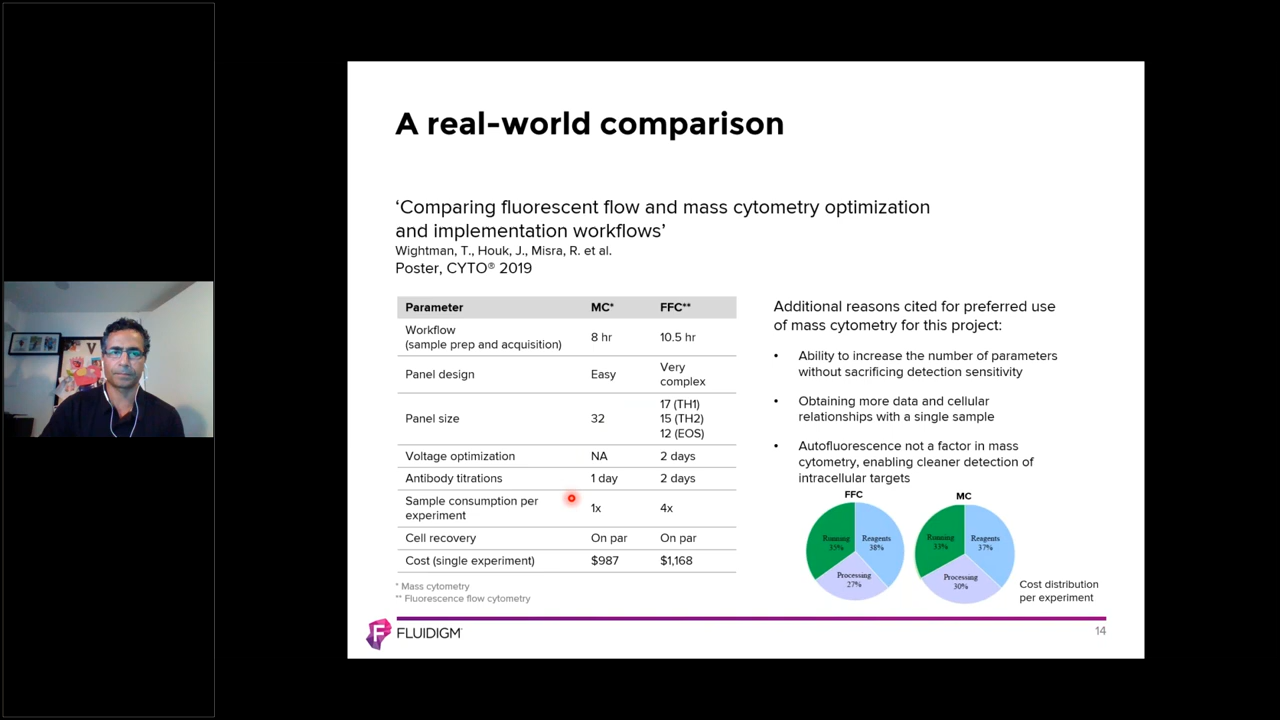 A real-world comparison
‘Comparing fluorescent flow and mass cytometry optimization
and implementation workflows’
Wightman, T., Houk, J., Misra, R. et al.
Poster, CYTO® 2019
Parameter MC* FFC**
Workflow
(sample prep and acquisition) 8 hr 10.5 hr
Panel design Easy Very
complex
Panel size 32 17 (TH1)
15 (TH2)
12 (EOS)
Voltage optimization NA 2 days
Antibody titrations 1 day 2 days
Sample consumption per
experiment 1x 4x
Cell recovery On par On par
Cost (single experiment) $987 $1,168
* Mass cytometry
** Fluorescence flow cytometry
Additional reasons cited for preferred use
of mass cytometry for this project:
• Ability to increase the number of parameters
without sacrificing detection sensitivity
• Obtaining more data and cellular
relationships with a single sample
• Autofluorescence not a factor in mass
cytometry, enabling cleaner detection of
intracellular targets
FFC
Running
35%
Reagents
38%
Processing
27%
MC
Running
33%
Reagents
37%
Processing
30%
Cost distribution
per experiment
F FLUIDIGM
14
V